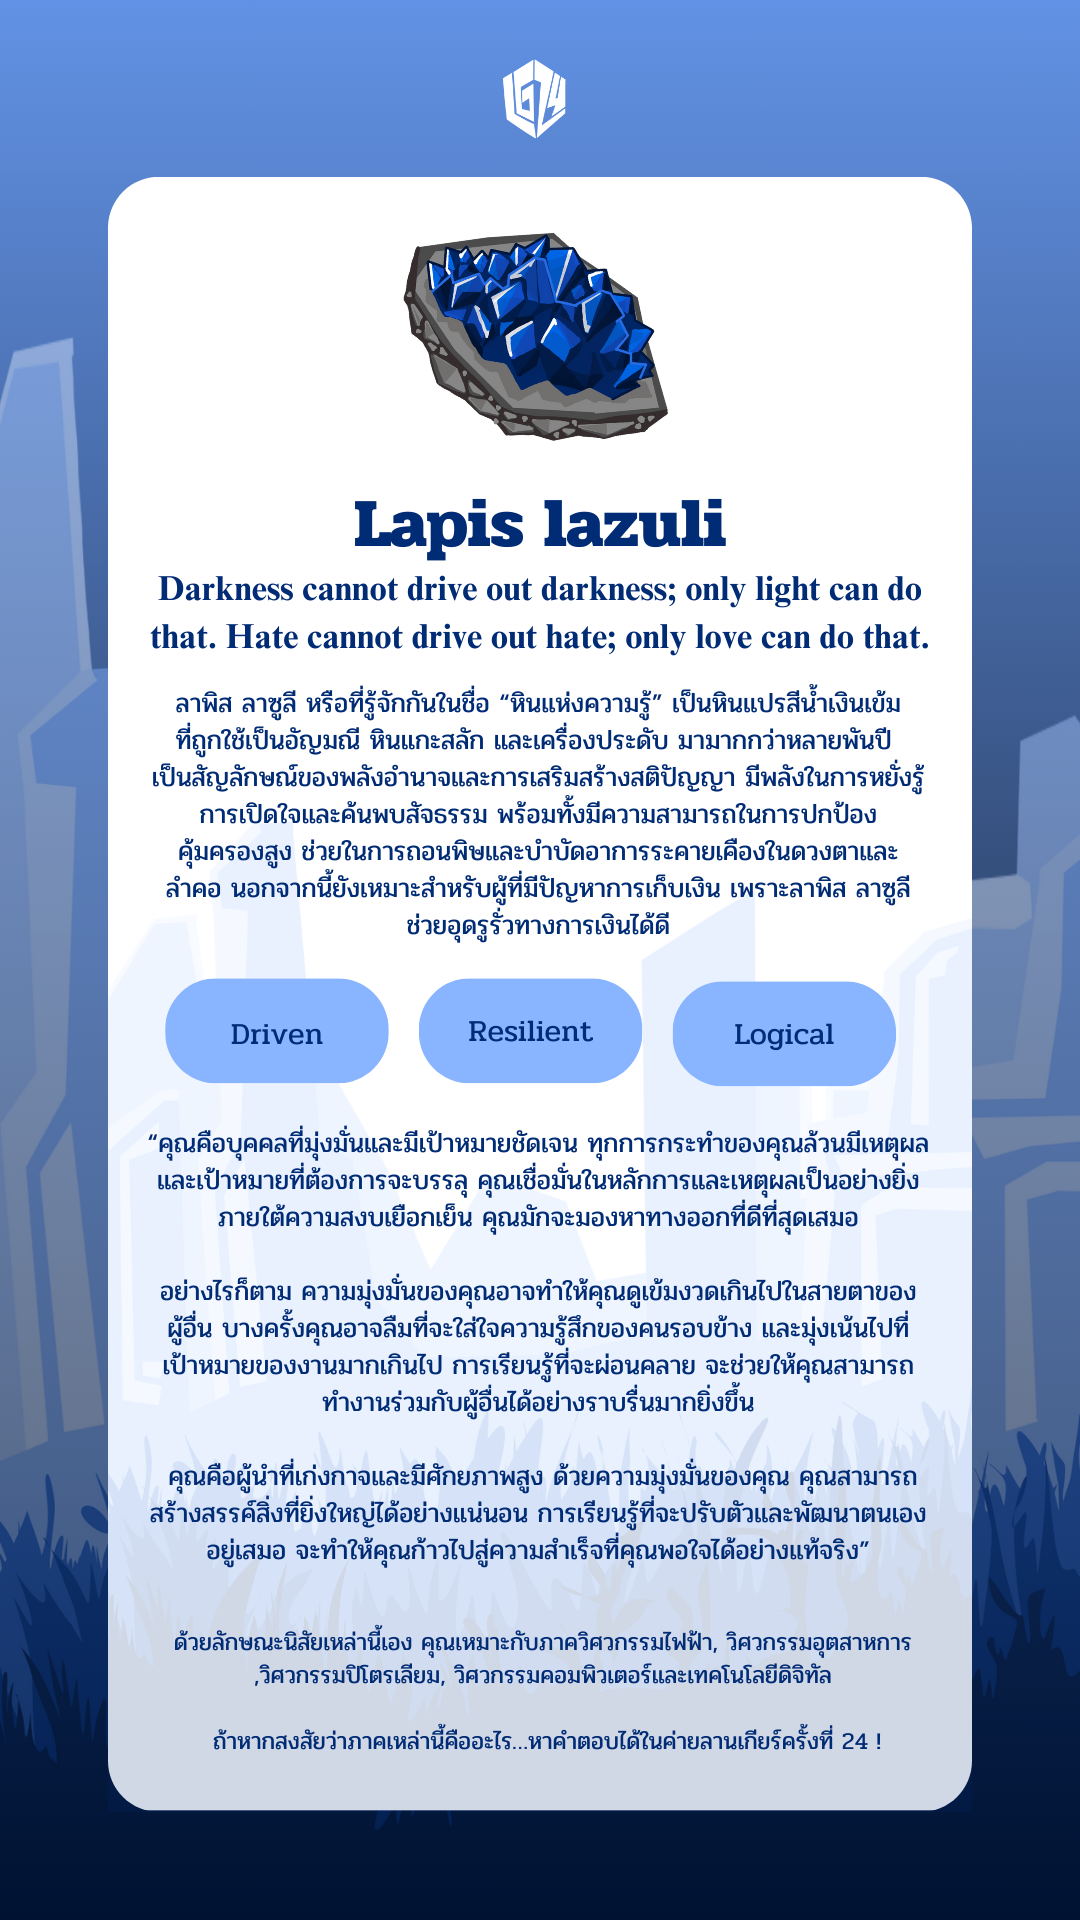 G24
Lapis lazuli
Darkness cannot drive out darkness; only light can do
that. Hate cannot drive out hate; only love can do that.
ลาพิส ลาซูลี หรือที่รู้จักกันในชื่อ “หินแห่งความรู้” เป็นหินแปรสีน้ำเงินเข้ม
ที่ถูกใช้เป็นอัญมณี หินแกะสลัก และเครื่องประดับ มามากกว่าหลายพันปี
เป็นสัญลักษณ์ของพลังอำนาจและการเสริมสร้างสติปัญญา มีพลังในการหยั่งรู้
การเปิดใจและค้นพบสัจธรรม พร้อมทั้งมีความสามารถในการปกป้อง
คุ้มครองสูง ช่วยในการถอนพิษและบำบัดอาการระคายเคืองในดวงตาและ
ลำคอ นอกจากนี้ยังเหมาะสำหรับผู้ที่มีปัญหาการเก็บเงิน เพราะลาพิส ลาซูลี
ช่วยอุดรูรั่วทางการเงินได้ดี
Driven Resilient Logical
“คุณคือบุคคลที่มุ่งมั่นและมีเป้าหมายชัดเจน ทุกการกระทำของคุณล้วนมีเหตุผล
และเป้าหมายที่ต้องการจะบรรลุ คุณเชื่อมั่นในหลักการและเหตุผลเป็นอย่างยิ่ง
ภายใต้ความสงบเยือกเย็น คุณมักจะมองหาทางออกที่ดีที่สุดเสมอ
อย่างไรก็ตาม ความมุ่งมั่นของคุณอาจทำให้คุณดูเข้มงวดเกินไปในสายตาของ
ผู้อื่น บางครั้งคุณอาจลืมที่จะใส่ใจความรู้สึกของคนรอบข้าง และมุ่งเน้นไปที่
เป้าหมายของงานมากเกินไป การเรียนรู้ที่จะผ่อนคลาย จะช่วยให้คุณสามารถ
ทำงานร่วมกับผู้อื่นได้อย่างราบรื่นมากยิ่งขึ้น
คุณคือผู้นำที่เก่งกาจและมีศักยภาพสูง ด้วยความมุ่งมั่นของคุณ คุณสามารถ
สร้างสรรค์สิ่งที่ยิ่งใหญ่ได้อย่างแน่นอน การเรียนรู้ที่จะปรับตัวและพัฒนาตนเอง
อยู่เสมอ จะทำให้คุณก้าวไปสู่ความสำเร็จที่คุณพอใจได้อย่างแท้จริง”
ด้วยลักษณะนิสัยเหล่านี้เอง คุณเหมาะกับภาควิศวกรรมไฟฟ้า, วิศวกรรมอุตสาหการ
,วิศวกรรมปิโตรเลียม, วิศวกรรมคอมพิวเตอร์และเทคโนโลยีดิจิทัล
ถ้าหากสงสัยว่าภาคเหล่านี้คืออะไร...หาคำตอบได้ในค่ายลานเกียร์ครั้งที่ 24 !